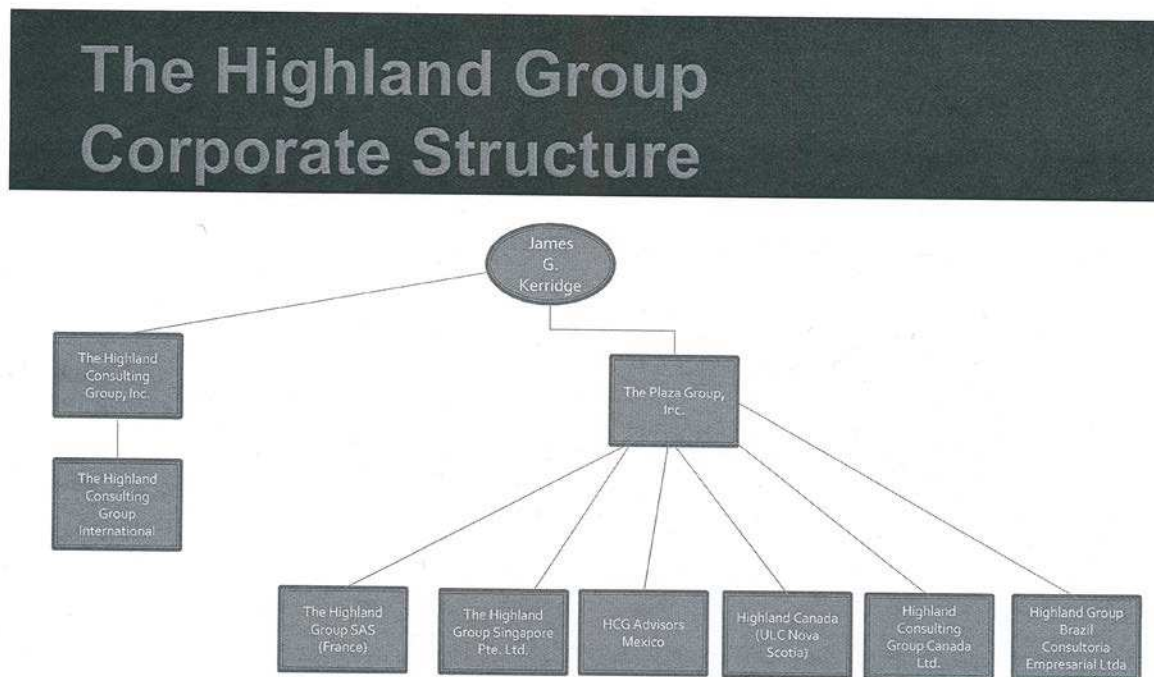 The Highland Group
Corporate Structure
James
G.
Kerridge
The Highland
Consulting
Group, Inc.
The Plaza Group,
Inc.
The Highland
Consulting
Group
International
The Highland
Group SAS
(France)
The Highland
Group Singapore
Pte. Ltd.
HCG Advisors
Mexico
Highland Canada
(ULC Nova
Scotia)
Highland
Consulting
Group Canada
Ltd.
Highland Group
Brazil
Consultoria
Empresarial Ltda